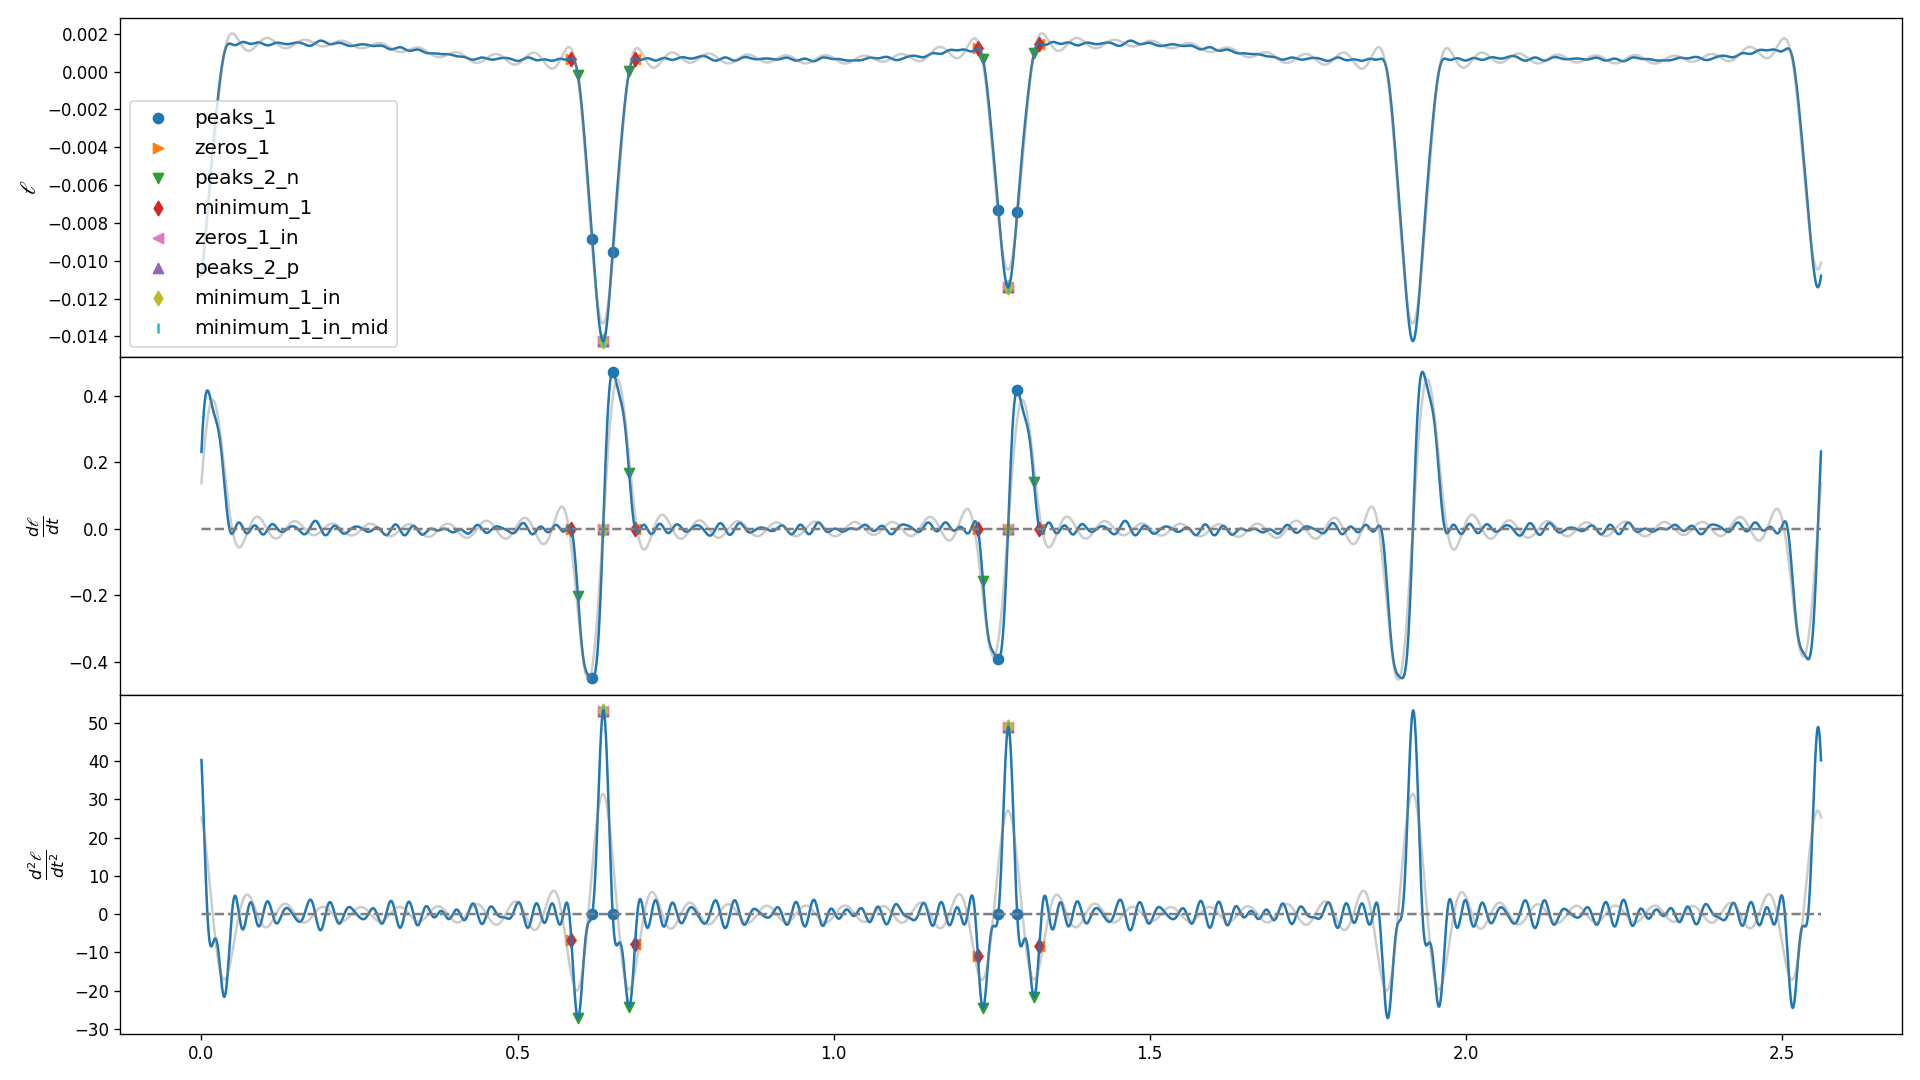 0.002
0.000
−0.002
−0.004
−0.006
−0.008
−0.010
−0.012
−0.014
ℓ
peaks_1
zeros_1
peaks_2_n
minimum_1
zeros_1_in
peaks_2_p
minimum_1_in
minimum_1_in_mid
0.4
0.2
0.0
−0.2
−0.4
dℓ
dt
50
40
30
20
10
0
−10
−20
−30
d²ℓ
dt²
0.0 0.5 1.0 1.5 2.0 2.5